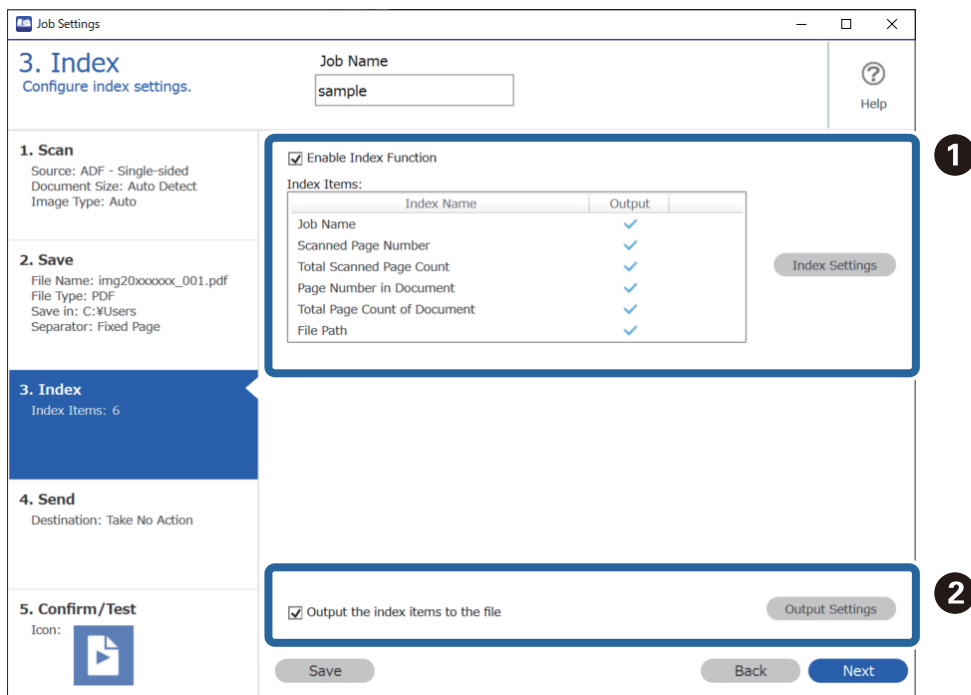 Job Settings
3. Index
Configure index settings.
Job Name
sample
Help
1. Scan
Source: ADF - Single-sided
Document Size: Auto Detect
Image Type: Auto
2. Save
File Name: img20xxxxxx_001.pdf
File Type: PDF
Save in: C:¥Users
Separator: Fixed Page
3. Index
Index Items: 6
4. Send
Destination: Take No Action
5. Confirm/Test
Icon:
1
Enable Index Function
Index Items:
Index Name Output
Job Name
Scanned Page Number
Total Scanned Page Count
Page Number in Document
Total Page Count of Document
File Path
Index Settings
2
Output the index items to the file
Output Settings
Save Back Next